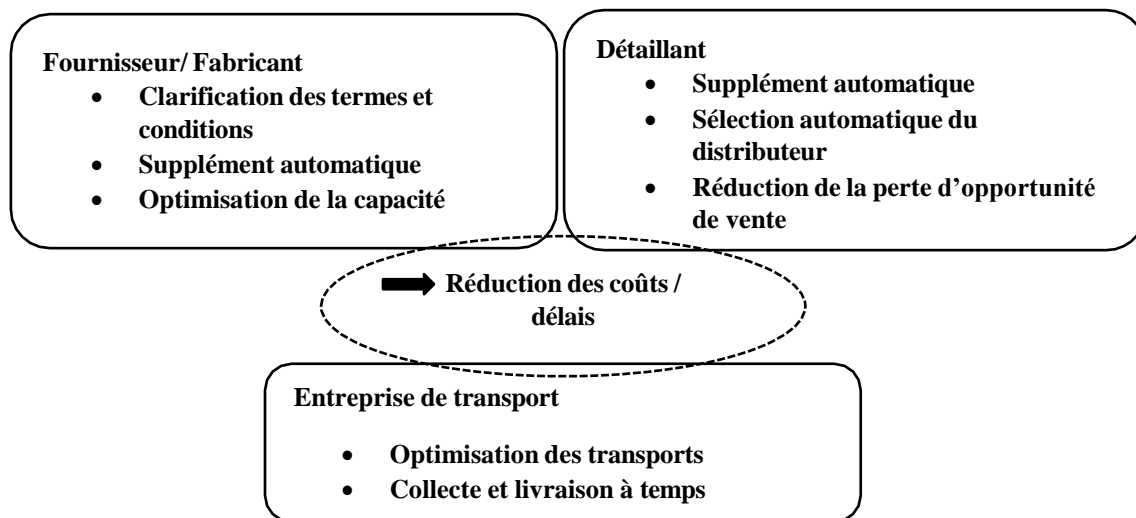 Fournisseur/ Fabricant
• Clarification des termes et
conditions
• Supplément automatique
• Optimisation de la capacité
Détaillant
• Supplément automatique
• Sélection automatique du
distributeur
• Réduction de la perte d’opportunité
de vente
Réduction des coûts /
délais
Entreprise de transport
• Optimisation des transports
• Collecte et livraison à temps